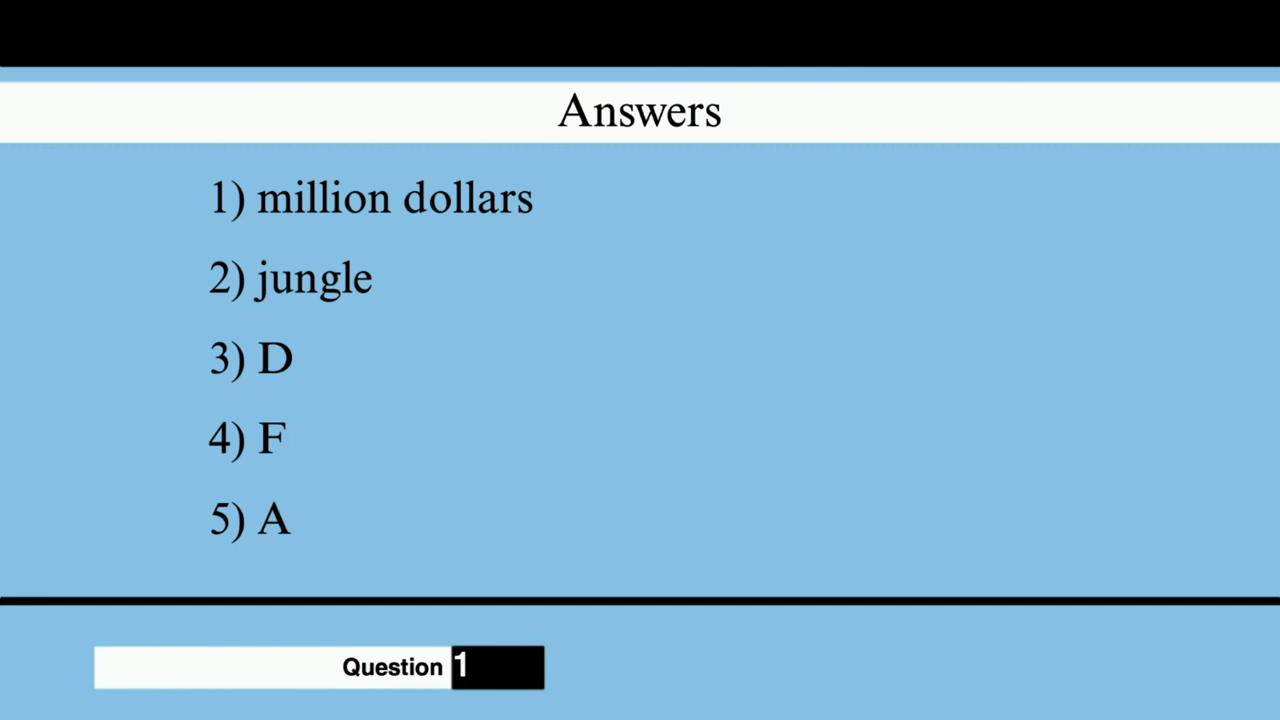 Answers
1) million dollars
2) jungle
3) D
4) F
5) A
Question 1